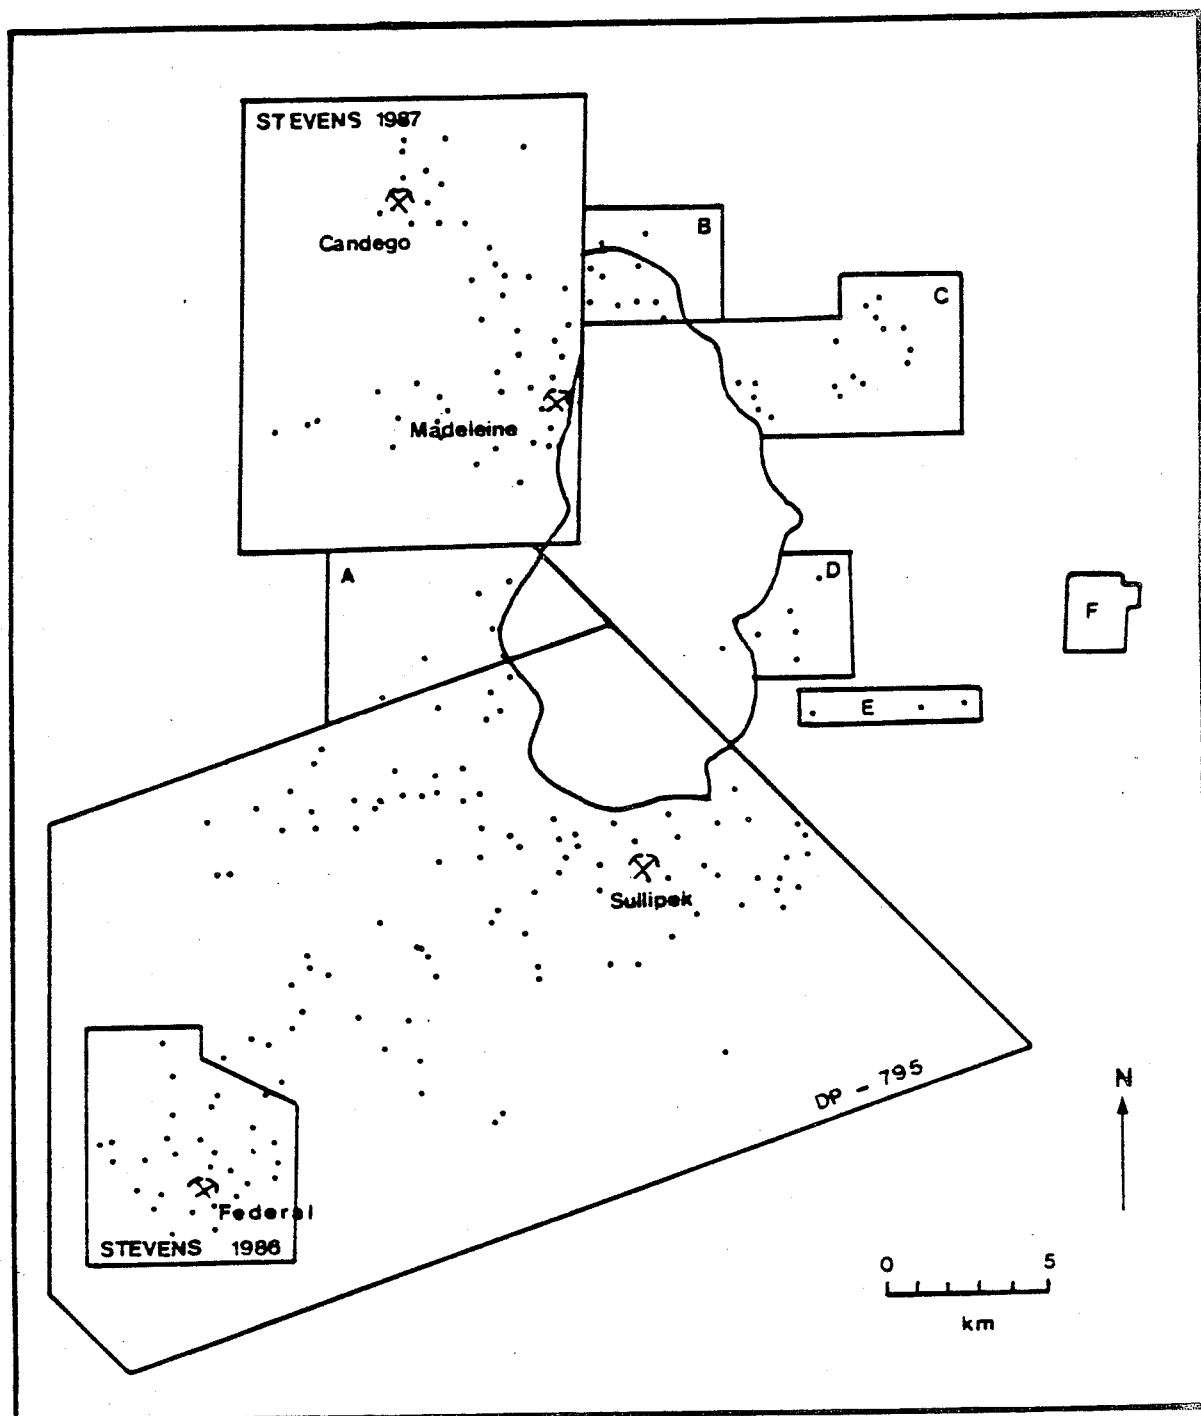 STEVENS 1987
Candego
B
C
Madeleine
A
D
F
E
Sullipek
DP - 795
N
Federal
STEVENS 1986
0 5
km